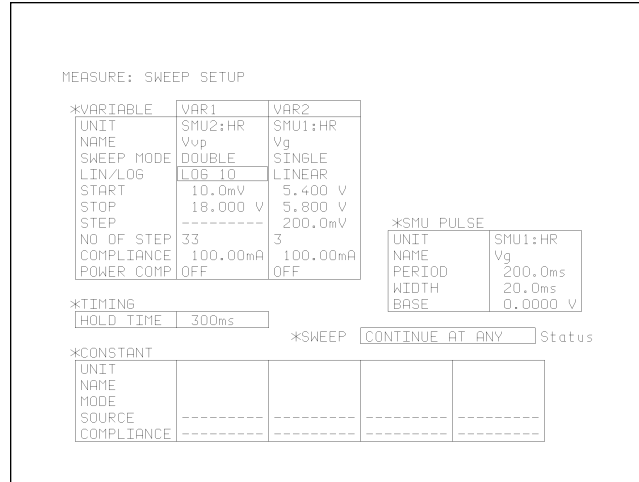 MEASURE: SWEEP SETUP
*VARIABLE VAR1 VAR2
UNIT SMU2:HR SMU1:HR
NAME Vvp Vg
SWEEP MODE DOUBLE SINGLE
LIN/LOG LOG 10 LINEAR
START 10.0mV 5.400 V
STOP 18.000 V 5.800 V
STEP --------- 200.0mV
NO OF STEP 33 3
COMPLIANCE 100.00mA 100.00mA
POWER COMP OFF OFF
*SMU PULSE
UNIT SMU1:HR
NAME Vg
PERIOD 200.0ms
WIDTH 20.0ms
BASE 0.0000 V
*TIMING
HOLD TIME 300ms
*SWEEP CONTINUE AT ANY Status
*CONSTANT
UNIT
NAME
MODE
SOURCE --------- --------- --------- ---------
COMPLIANCE --------- --------- --------- ---------